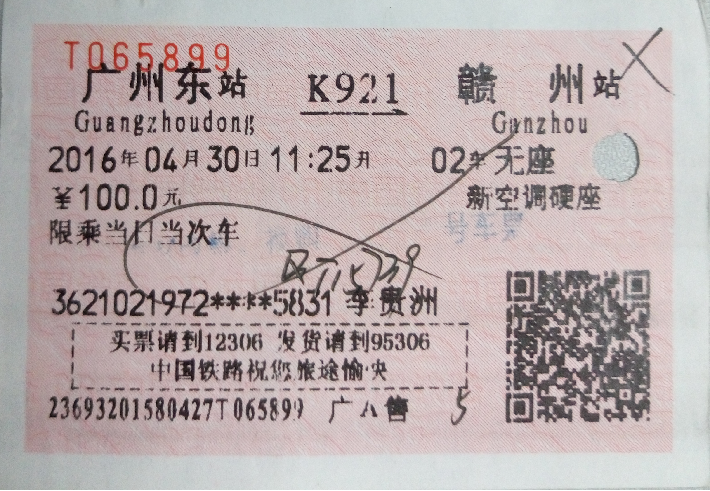 T065899
广州东站 K921 赣州站
Guangzhoudong Ganzhou
2016年04月30日11:25开 02车无座
¥100.0元 新空调硬座
限乘当日当次车
号车票
3621021972****5831 李贵洲
买票请到12306 发货请到95306
中国铁路祝您旅途愉快
23693201580427T065899 广A售 5